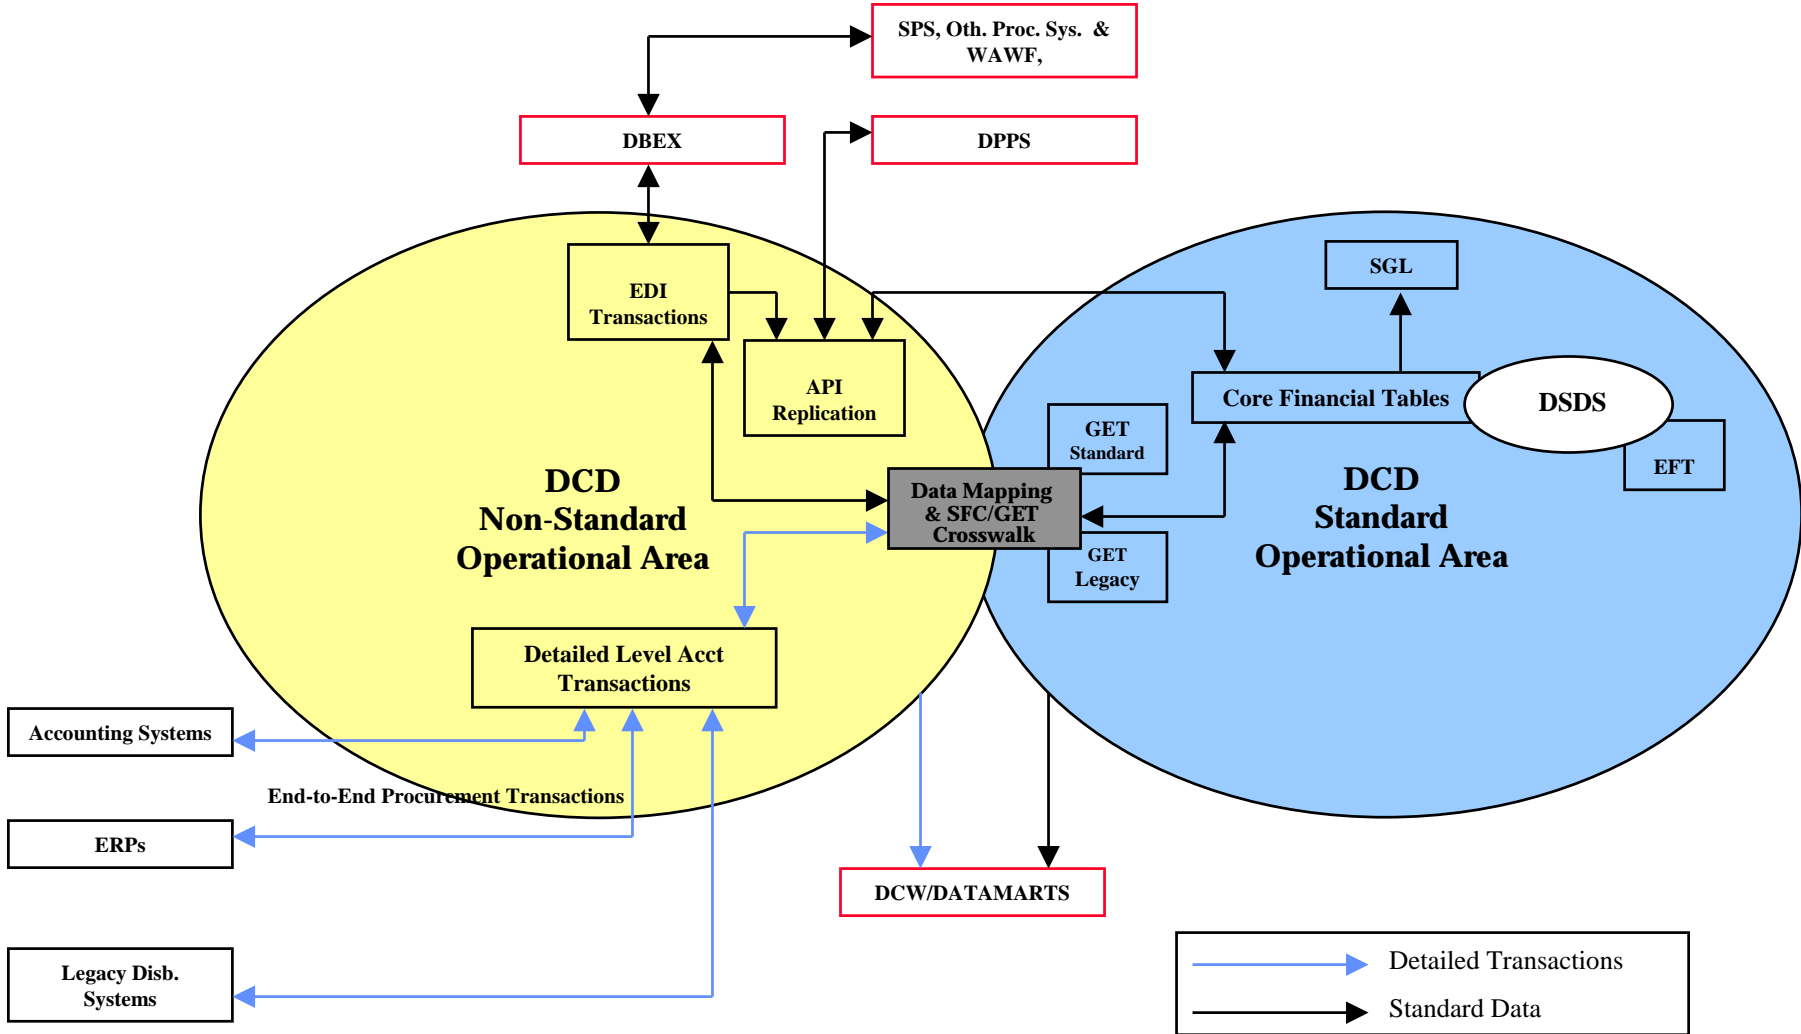 SPS, Oth. Proc. Sys. &
WAWF,
DBEX
DPPS
EDI
Transactions
SGL
API
Replication
Core Financial Tables
DSDS
GET
Standard
EFT
DCD
Non-Standard
Operational Area
Data Mapping
& SFC/GET
Crosswalk
DCD
Standard
Operational Area
GET
Legacy
Detailed Level Acct
Transactions
Accounting Systems
End-to-End Procurement Transactions
ERPs
DCW/DATAMARTS
Legacy Disb.
Systems
Detailed Transactions
Standard Data